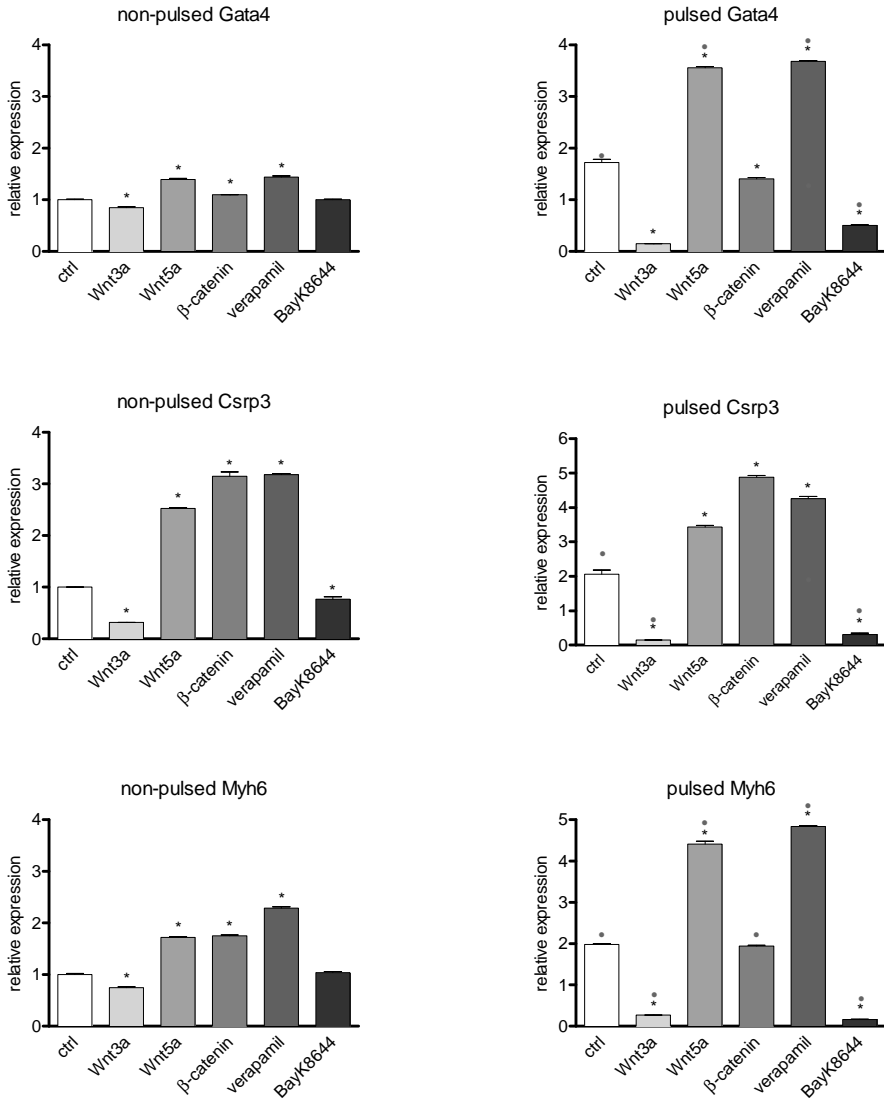 non-pulsed Gata4
relative expression
4
3
2
1
0
*
*
*
*
ctrl
Wnt3a
Wnt5a
β-catenin
verapamil
BayK8644
pulsed Gata4
relative expression
4
3
2
1
0
*
*
*
*
*
ctrl
Wnt3a
Wnt5a
β-catenin
verapamil
BayK8644
non-pulsed Csrp3
relative expression
4
3
2
1
0
*
*
*
*
*
ctrl
Wnt3a
Wnt5a
β-catenin
verapamil
BayK8644
pulsed Csrp3
relative expression
6
5
4
3
2
1
0
*
*
*
*
*
ctrl
Wnt3a
Wnt5a
β-catenin
verapamil
BayK8644
non-pulsed Myh6
relative expression
4
3
2
1
0
*
*
*
*
ctrl
Wnt3a
Wnt5a
β-catenin
verapamil
BayK8644
pulsed Myh6
relative expression
5
4
3
2
1
0
*
*
*
*
ctrl
Wnt3a
Wnt5a
β-catenin
verapamil
BayK8644